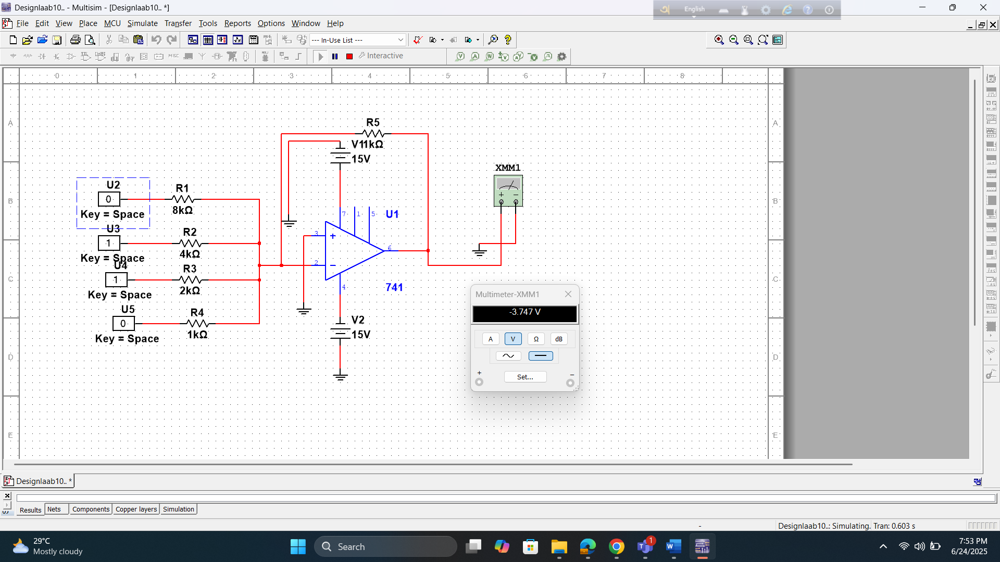 Designlaab10.. - Multisim - [Designlaab10.. *]
English
File Edit View Place MCU Simulate Transfer Tools Reports Options Window Help
--- In-Use List ---
MISC
Interactive
0 1 2 3 4 5 6 7 8
A
B
C
D
E
A
B
C
D
E
R5
V11kΩ
15V
XMM1
+ −
U2
0
Key = Space
R1
8kΩ
U3
1
Key = Space
R2
4kΩ
U4
1
Key = Space
R3
2kΩ
U5
0
Key = Space
R4
1kΩ
7 1 5 U1
3 +
6
2 −
4
741
V2
15V
Multimeter-XMM1
-3.747 V
A V Ω dB
+ −
Set...
Designlaab10.. *
Results Nets Components Copper layers Simulation
-
Designlaab10..: Simulating. Tran: 0.603 s
29°C
Mostly cloudy
Search
1
7:53 PM
6/24/2025